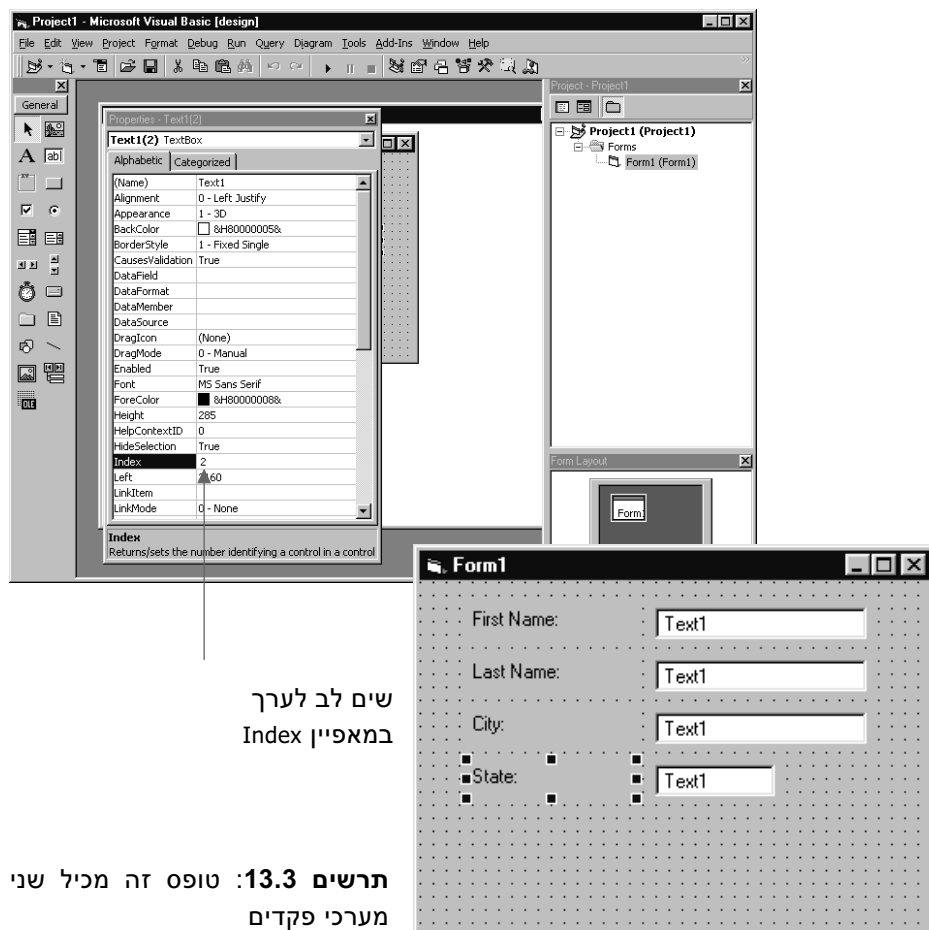 Project1 - Microsoft Visual Basic [design]
File Edit View Project Format Debug Run Query Diagram Tools Add-Ins Window Help
General
Properties - Text1(2)
Text1(2) TextBox
Alphabetic Categorized
(Name) Text1
Alignment 0 - Left Justify
Appearance 1 - 3D
BackColor &H80000005&
BorderStyle 1 - Fixed Single
CausesValidation True
DataField
DataFormat
DataMember
DataSource
DragIcon (None)
DragMode 0 - Manual
Enabled True
Font MS Sans Serif
ForeColor &H80000008&
Height 285
HelpContextID 0
HideSelection True
Index 2
Left
LinkItem
LinkMode 0 - None
Index
Returns/sets the number identifying a control in a control
Project - Project1
Project1 (Project1)
Forms
Form1 (Form1)
Form Layout
Form1
A
ab
OLE
Form1
First Name: Text1
Last Name: Text1
City: Text1
State: Text1
שים לב לערך
במאפיין Index
תרשים 13.3: טופס זה מכיל שני
מערכי פקדים